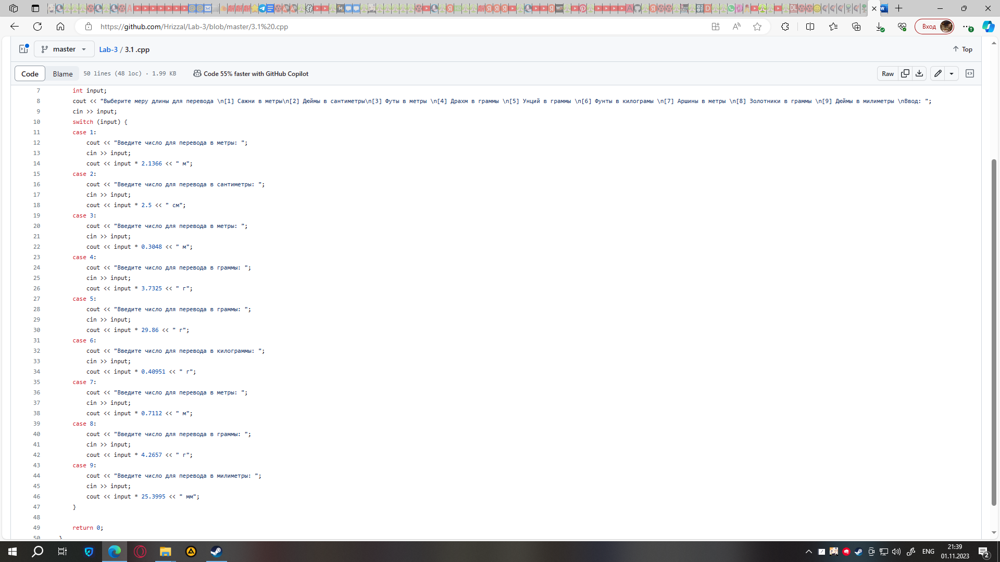 https://github.com/Hrizzal/Lab-3/blob/master/3.1%20.cpp
Вход
master
Lab-3 / 3.1 .cpp
Top
Code
Blame
50 lines (48 loc) · 1.99 KB
Code 55% faster with GitHub Copilot
Raw
7 int input;
8 cout << "Выберите меру длины для перевода \n[1] Сажни в метры\n[2] Дюймы в сантиметры\n[3] Футы в метры \n[4] Драхм в граммы \n[5] Унций в граммы \n[6] Фунты в килограмы \n[7] Аршины в метры \n[8] Золотники в граммы \n[9] Дюймы в милиметры \nВвод: ";
9 cin >> input;
10 switch (input) {
11 case 1:
12 cout << "Введите число для перевода в метры: ";
13 cin >> input;
14 cout << input * 2.1366 << " м";
15 case 2:
16 cout << "Введите число для перевода в сантиметры: ";
17 cin >> input;
18 cout << input * 2.5 << " см";
19 case 3:
20 cout << "Введите число для перевода в метры: ";
21 cin >> input;
22 cout << input * 0.3048 << " м";
23 case 4:
24 cout << "Введите число для перевода в граммы: ";
25 cin >> input;
26 cout << input * 3.7325 << " г";
27 case 5:
28 cout << "Введите число для перевода в граммы: ";
29 cin >> input;
30 cout << input * 29.86 << " г";
31 case 6:
32 cout << "Введите число для перевода в килограммы: ";
33 cin >> input;
34 cout << input * 0.40951 << " г";
35 case 7:
36 cout << "Введите число для перевода в метры: ";
37 cin >> input;
38 cout << input * 0.7112 << " м";
39 case 8:
40 cout << "Введите число для перевода в граммы: ";
41 cin >> input;
42 cout << input * 4.2657 << " г";
43 case 9:
44 cout << "Введите число для перевода в милиметры: ";
45 cin >> input;
46 cout << input * 25.3995 << " мм";
47 }
48
49 return 0;
50 }
ENG
21:39
01.11.2023
2